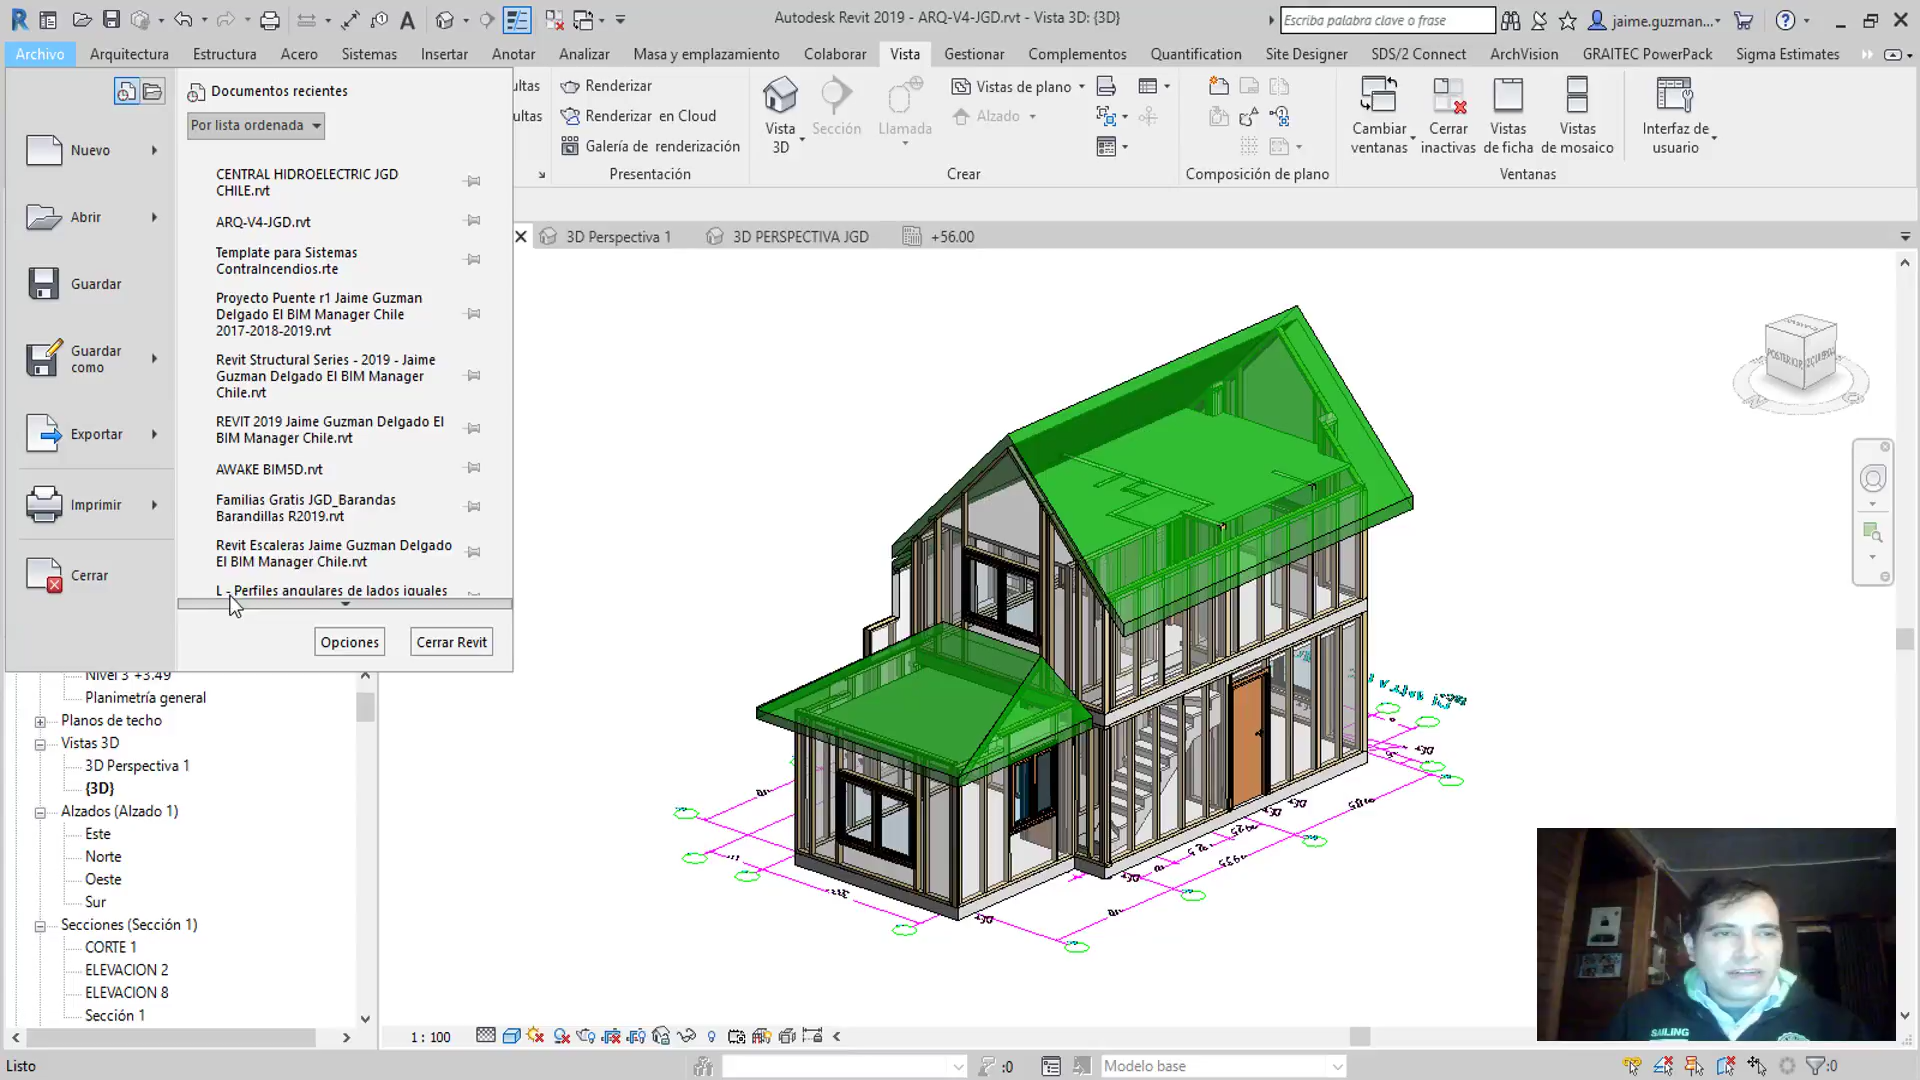 Autodesk Revit 2019 - ARQ-V4-JGD.rvt - Vista 3D: {3D}
Escriba palabra clave o frase
jaime.guzman...
Archivo
Arquitectura
Estructura
Acero
Sistemas
Insertar
Anotar
Analizar
Masa y emplazamiento
Colaborar
Vista
Gestionar
Complementos
Quantification
Site Designer
SDS/2 Connect
ArchVision
GRAITEC PowerPack
Sigma Estimates
Documentos recientes
Por lista ordenada
Nuevo
Abrir
Guardar
Guardar
como
Exportar
Imprimir
Cerrar
CENTRAL HIDROELECTRIC JGD
CHILE.rvt
ARQ-V4-JGD.rvt
Template para Sistemas
ContraIncendios.rte
Proyecto Puente r1 Jaime Guzman
Delgado El BIM Manager Chile
2017-2018-2019.rvt
Revit Structural Series - 2019 - Jaime
Guzman Delgado El BIM Manager
Chile.rvt
REVIT 2019 Jaime Guzman Delgado El
BIM Manager Chile.rvt
AWAKE BIM5D.rvt
Familias Gratis JGD_Barandas
Barandillas R2019.rvt
Revit Escaleras Jaime Guzman Delgado
El BIM Manager Chile.rvt
L - Perfiles angulares de lados iguales
Opciones
Cerrar Revit
ultas
ultas
Renderizar
Renderizar en Cloud
Galería de renderización
Presentación
Vista
3D
Sección
Llamada
Vistas de plano
Alzado
Crear
Composición de plano
Cambiar
ventanas
Cerrar
inactivas
Vistas
de ficha
Vistas
de mosaico
Ventanas
Interfaz de
usuario
3D Perspectiva 1
3D PERSPECTIVA JGD
+56.00
POSTERIOR
IZQUIERDA
Nivel 3 +3.49
Planimetría general
Planos de techo
Vistas 3D
3D Perspectiva 1
{3D}
Alzados (Alzado 1)
Este
Norte
Oeste
Sur
Secciones (Sección 1)
CORTE 1
ELEVACION 2
ELEVACION 8
Sección 1
SAILING
1 : 100
Listo
:0
Modelo base
:0